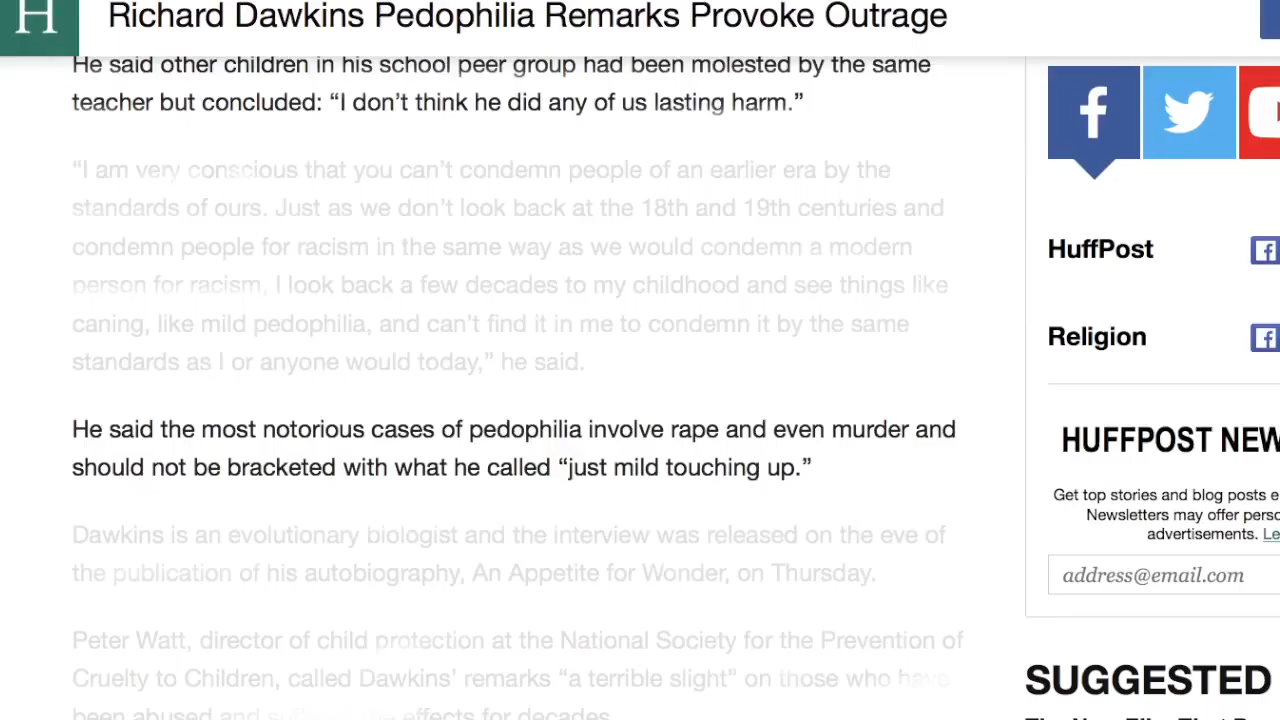 H
Richard Dawkins Pedophilia Remarks Provoke Outrage
He said other children in his school peer group had been molested by the same
teacher but concluded: “I don’t think he did any of us lasting harm.”
“I am very conscious that you can’t condemn people of an earlier era by the
standards of ours. Just as we don’t look back at the 18th and 19th centuries and
condemn people for racism in the same way as we would condemn a modern
person for racism, I look back a few decades to my childhood and see things like
caning, like mild pedophilia, and can’t find it in me to condemn it by the same
standards as I or anyone would today,” he said.
He said the most notorious cases of pedophilia involve rape and even murder and
should not be bracketed with what he called “just mild touching up.”
Dawkins is an evolutionary biologist and the interview was released on the eve of
the publication of his autobiography, An Appetite for Wonder, on Thursday.
Peter Watt, director of child protection at the National Society for the Prevention of
Cruelty to Children, called Dawkins’ remarks “a terrible slight” on those who have
been abused and the effects for decades.
HuffPost
Religion
HUFFPOST NEW
Get top stories and blog posts e
Newsletters may offer perso
advertisements. Le
address@email.com
SUGGESTED